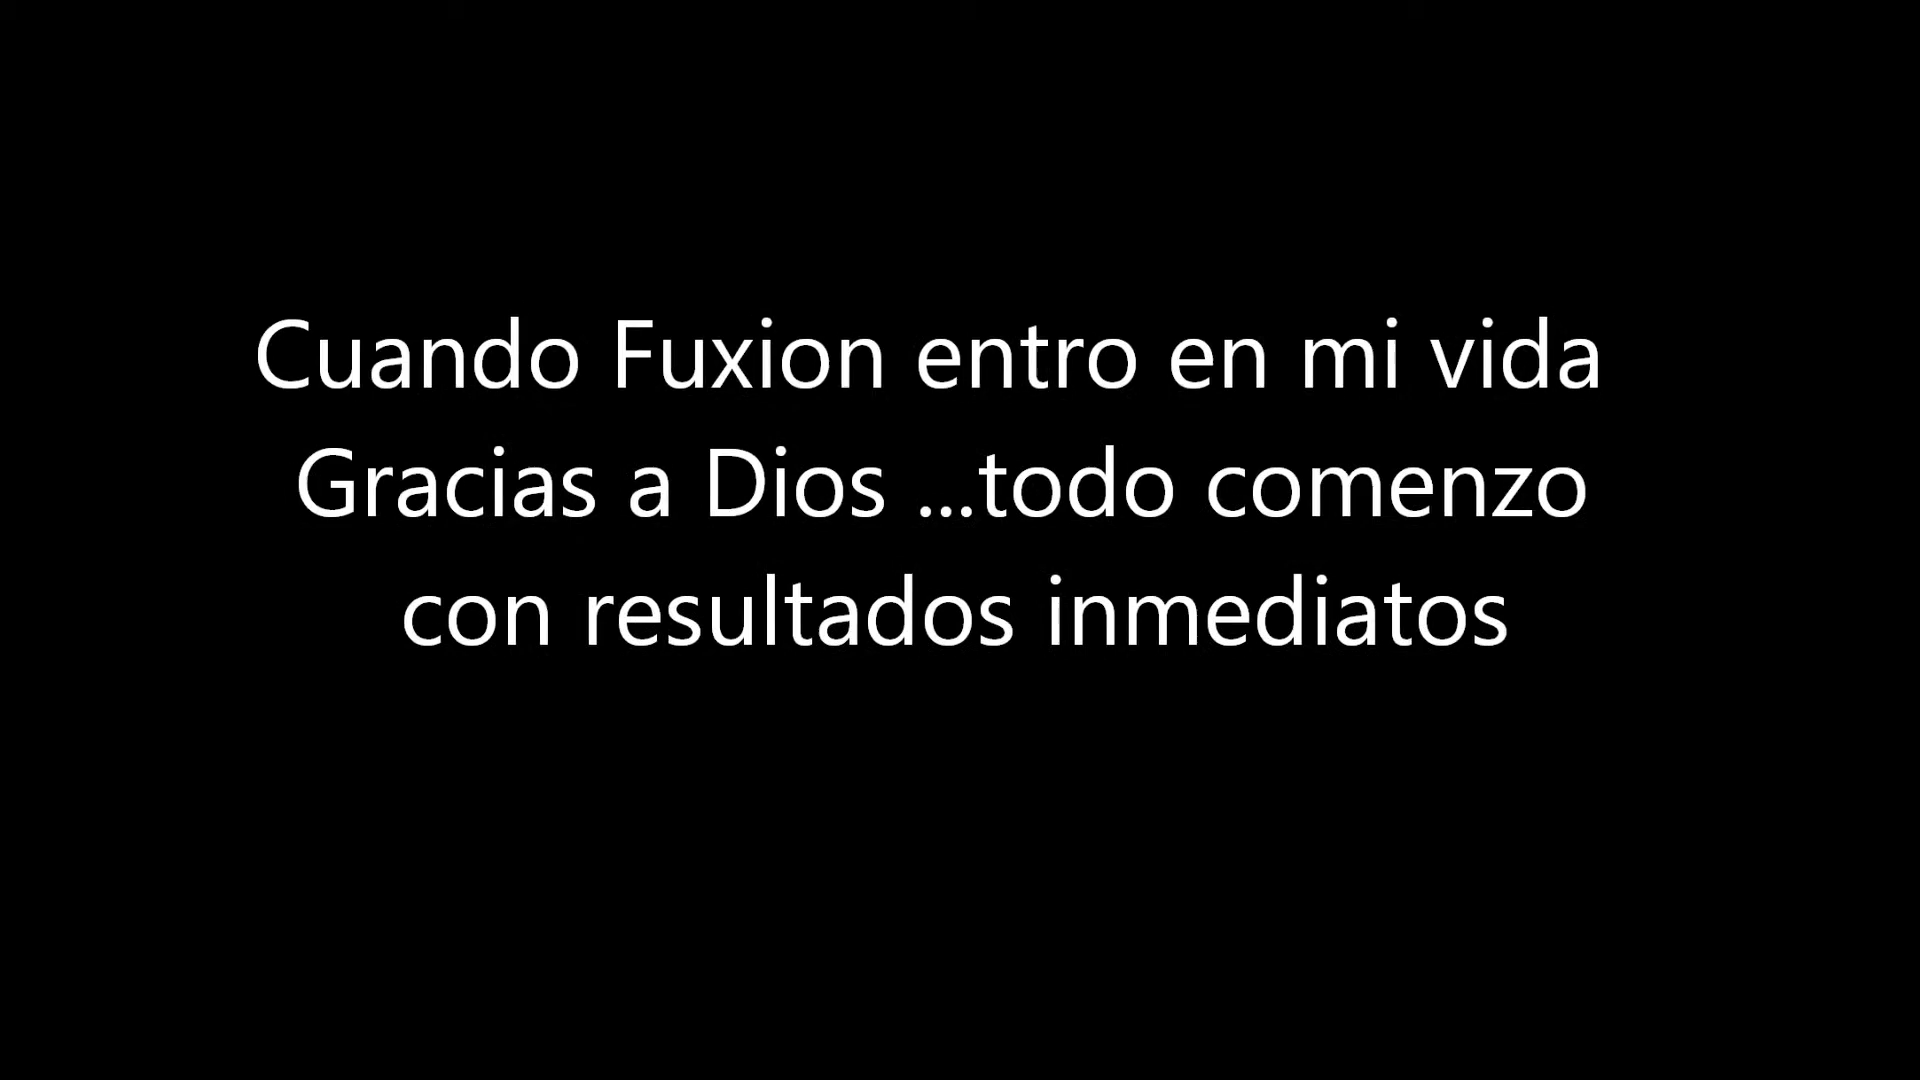 Cuando Fuxion entro en mi vida
Gracias a Dios ...todo comenzo
con resultados inmediatos